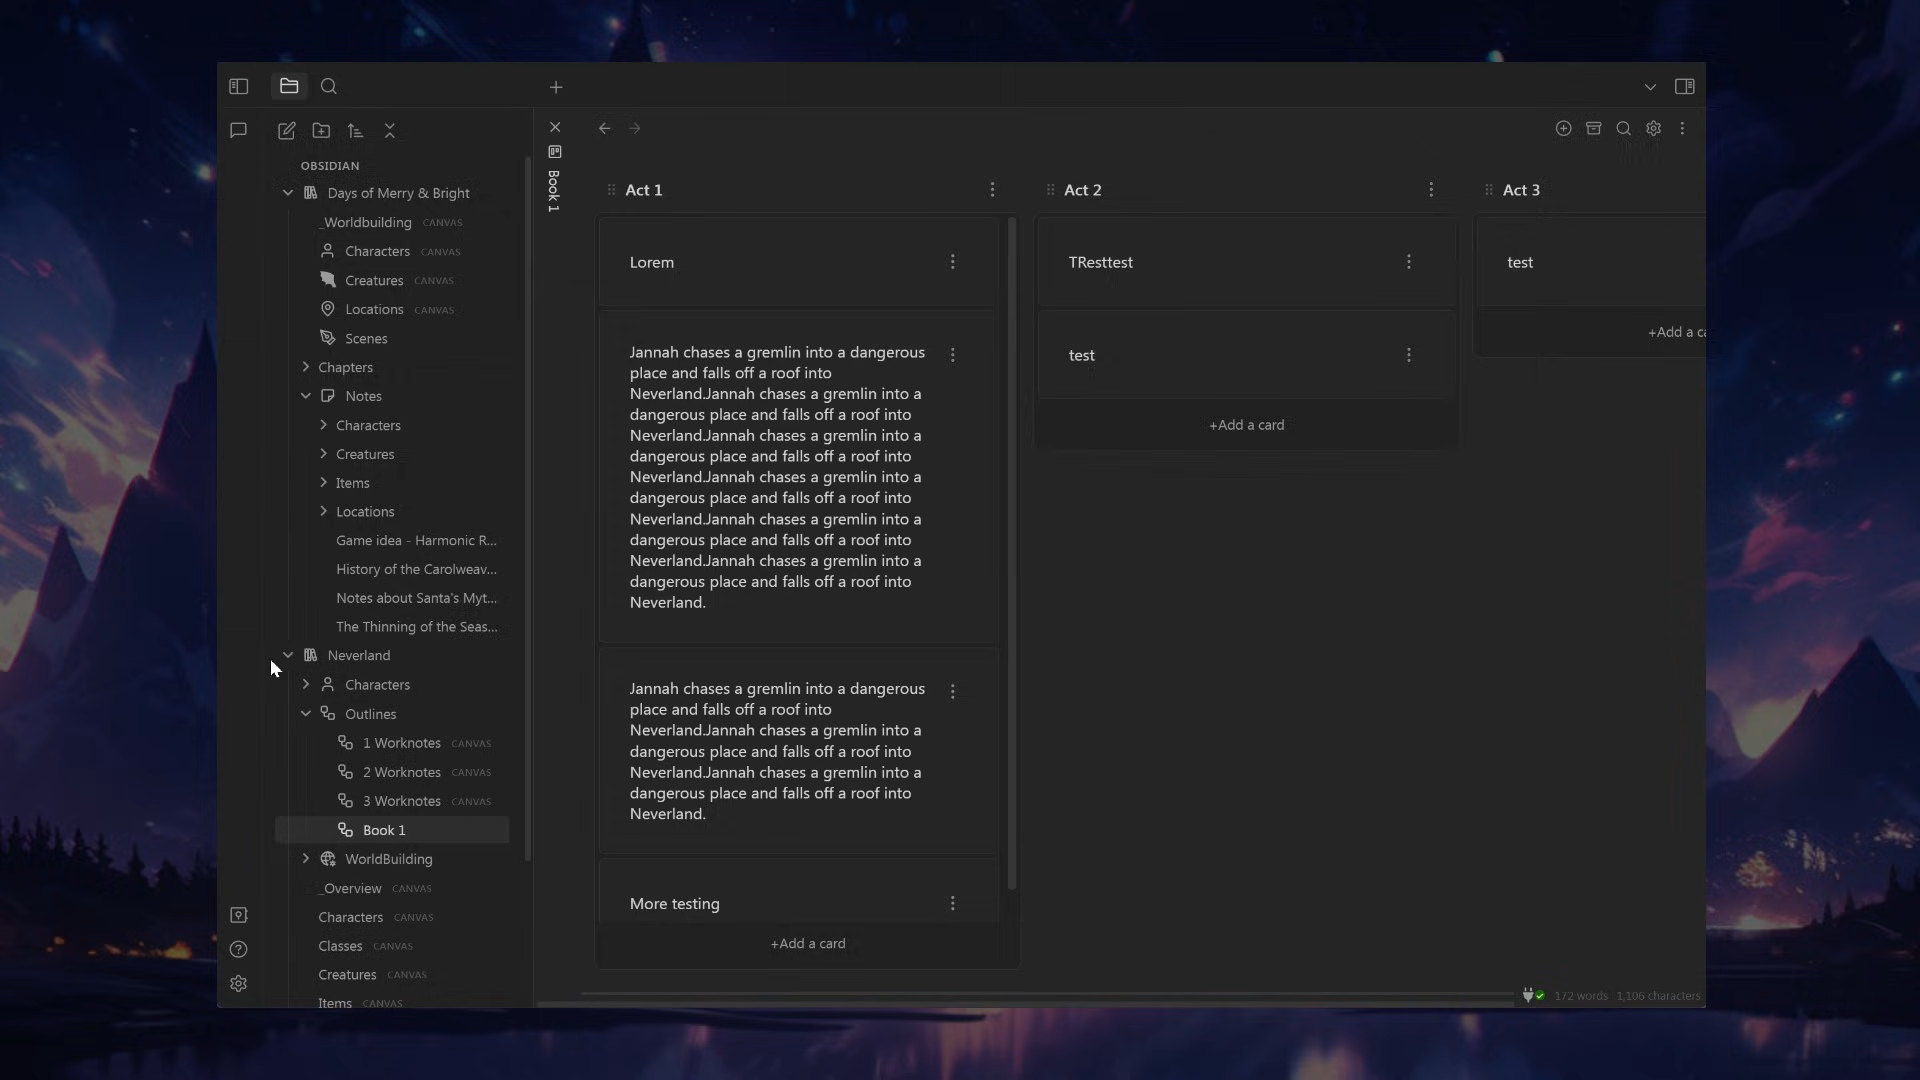 OBSIDIAN
Days of Merry & Bright
_Worldbuilding CANVAS
Characters CANVAS
Creatures CANVAS
Locations CANVAS
Scenes
Chapters
Notes
Characters
Creatures
Items
Locations
Game idea - Harmonic R...
History of the Carolweav...
Notes about Santa's Myt...
The Thinning of the Seas...
Neverland
Characters
Outlines
1 Worknotes CANVAS
2 Worknotes CANVAS
3 Worknotes CANVAS
Book 1
WorldBuilding
_Overview CANVAS
Characters CANVAS
Classes CANVAS
Creatures CANVAS
Items CANVAS
Book 1
Act 1
Lorem
Jannah chases a gremlin into a dangerous
place and falls off a roof into
Neverland.Jannah chases a gremlin into a
dangerous place and falls off a roof into
Neverland.Jannah chases a gremlin into a
dangerous place and falls off a roof into
Neverland.Jannah chases a gremlin into a
dangerous place and falls off a roof into
Neverland.Jannah chases a gremlin into a
dangerous place and falls off a roof into
Neverland.Jannah chases a gremlin into a
dangerous place and falls off a roof into
Neverland.
Jannah chases a gremlin into a dangerous
place and falls off a roof into
Neverland.Jannah chases a gremlin into a
dangerous place and falls off a roof into
Neverland.Jannah chases a gremlin into a
dangerous place and falls off a roof into
Neverland.
More testing
+Add a card
Act 2
TResttest
test
+Add a card
Act 3
test
+Add a ca
172 words 1,106 characters